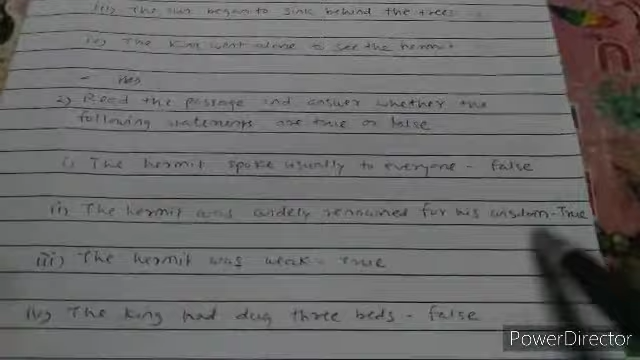 iii) The sun began to sink behind the trees
iv) The King went alone to see the hermit
- Yes
2) Read the passage and answer whether the
following statements are true or false
i) The hermit spoke usually to everyone - false
ii) The hermit was widely renowned for his wisdom - True
iii) The hermit was weak - True
iv) The King had dug three beds - false
PowerDirector